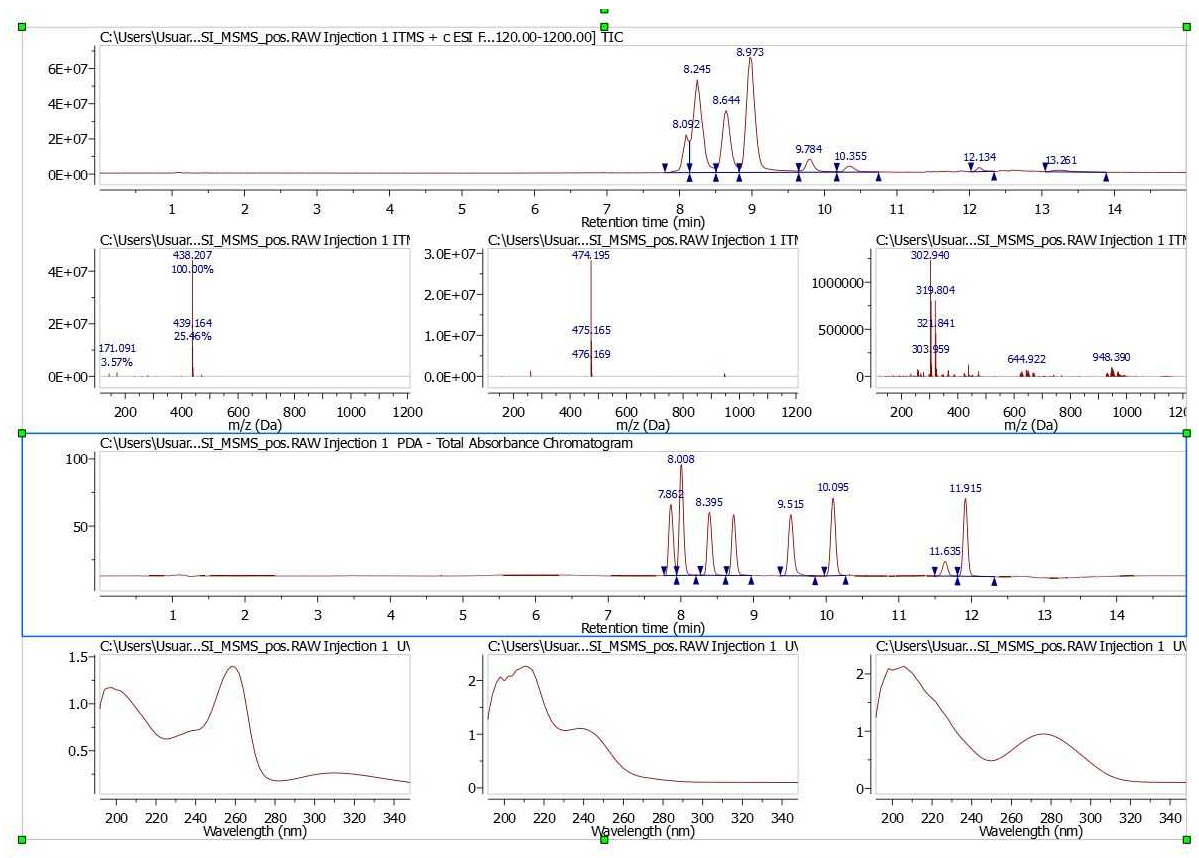 C:\Users\Usuar...SI_MSMS_pos.RAW Injection 1 ITMS + c ESI F...120.00-1200.00] TIC
6E+07
4E+07
2E+07
0E+00
8.092
8.245
8.644
8.973
9.784
10.355
12.134
13.261
1 2 3 4 5 6 7 8 9 10 11 12 13 14
Retention time (min)
C:\Users\Usuar...SI_MSMS_pos.RAW Injection 1 ITM
4E+07
2E+07
0E+00
438.207
100.00%
439.164
25.46%
171.091
3.57%
200 400 600 800 1000 1200
m/z (Da)
C:\Users\Usuar...SI_MSMS_pos.RAW Injection 1 ITM
3.0E+07
2.0E+07
1.0E+07
0.0E+00
474.195
475.165
476.169
200 400 600 800 1000 1200
m/z (Da)
C:\Users\Usuar...SI_MSMS_pos.RAW Injection 1 ITM
1000000
500000
0
302.940
319.804
321.841
303.959
644.922
948.390
200 400 600 800 1000 120
m/z (Da)
C:\Users\Usuar...SI_MSMS_pos.RAW Injection 1 PDA - Total Absorbance Chromatogram
100
50
7.862
8.008
8.395
9.515
10.095
11.635
11.915
1 2 3 4 5 6 7 8 9 10 11 12 13 14
Retention time (min)
C:\Users\Usuar...SI_MSMS_pos.RAW Injection 1 UV
1.5
1.0
0.5
200 220 240 260 280 300 320 340
Wavelength (nm)
C:\Users\Usuar...SI_MSMS_pos.RAW Injection 1 UV
2
1
0
200 220 240 260 280 300 320 340
Wavelength (nm)
C:\Users\Usuar...SI_MSMS_pos.RAW Injection 1 UV
2
1
0
200 220 240 260 280 300 320 340
Wavelength (nm)